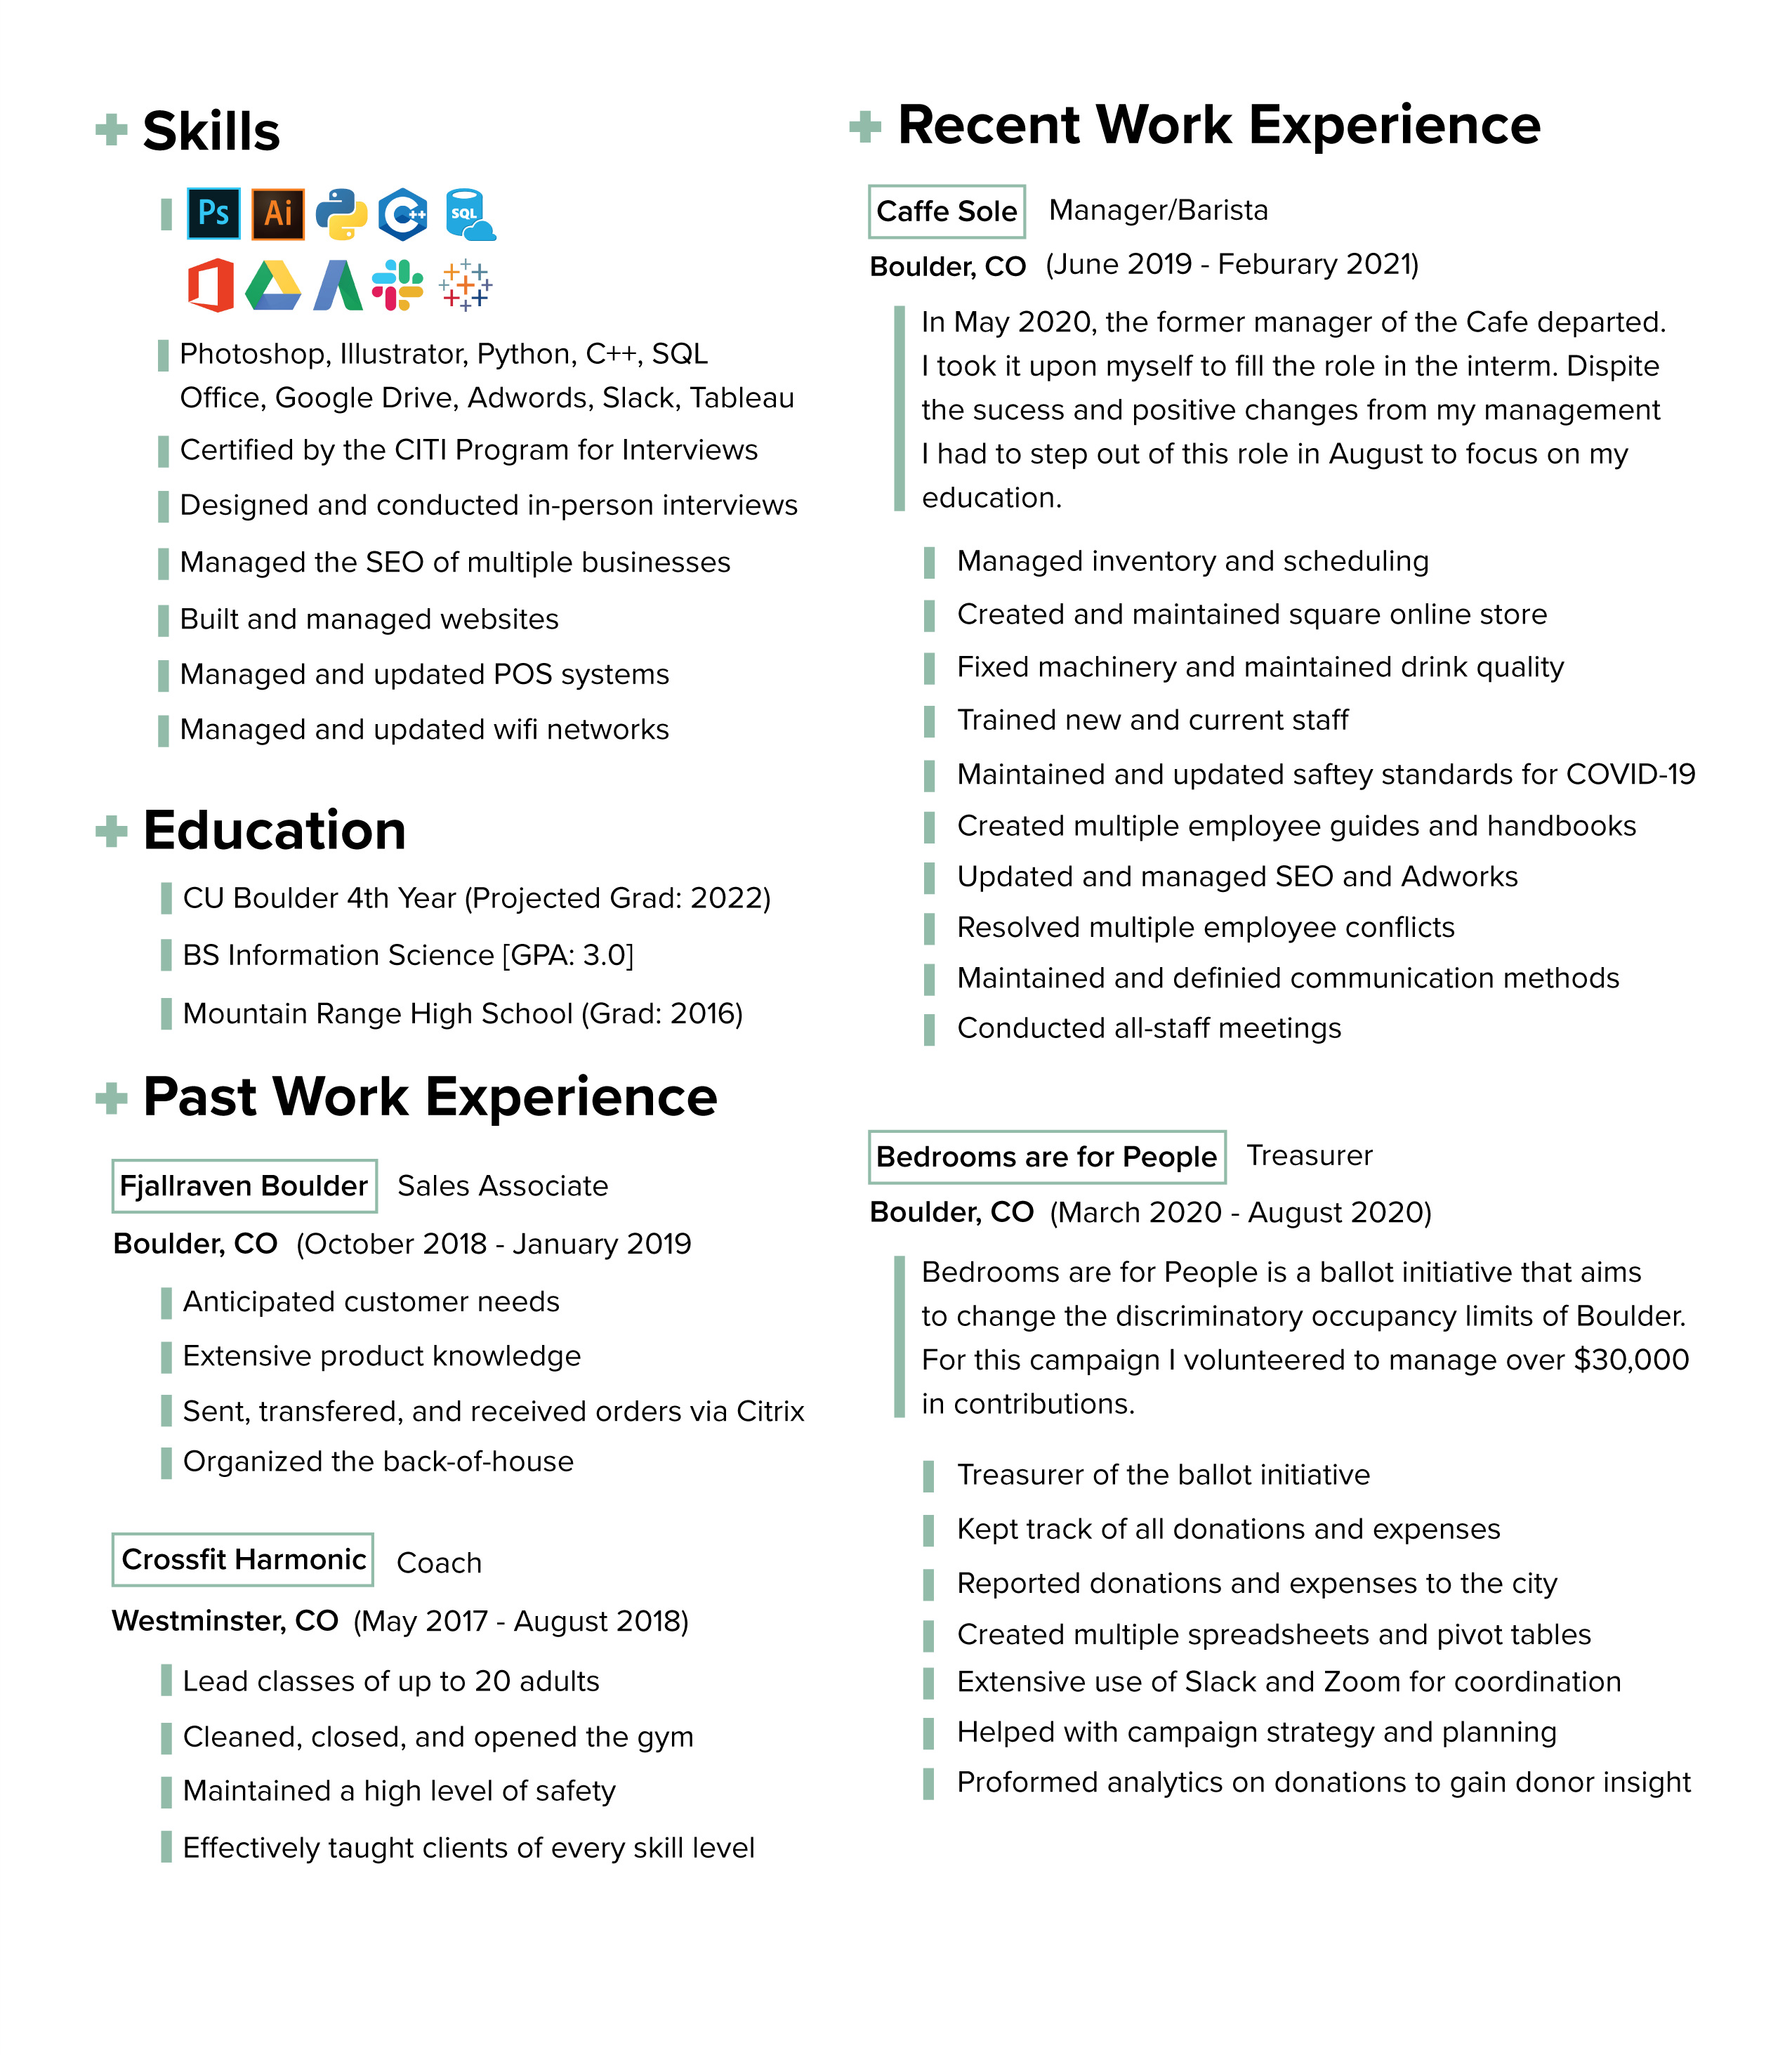 Skills
Ps Ai C++ SQL
Photoshop, Illustrator, Python, C++, SQL
Office, Google Drive, Adwords, Slack, Tableau
Certified by the CITI Program for Interviews
Designed and conducted in-person interviews
Managed the SEO of multiple businesses
Built and managed websites
Managed and updated POS systems
Managed and updated wifi networks
Education
CU Boulder 4th Year (Projected Grad: 2022)
BS Information Science [GPA: 3.0]
Mountain Range High School (Grad: 2016)
Past Work Experience
Fjallraven Boulder Sales Associate
Boulder, CO (October 2018 - January 2019
Anticipated customer needs
Extensive product knowledge
Sent, transfered, and received orders via Citrix
Organized the back-of-house
Crossfit Harmonic Coach
Westminster, CO (May 2017 - August 2018)
Lead classes of up to 20 adults
Cleaned, closed, and opened the gym
Maintained a high level of safety
Effectively taught clients of every skill level
Recent Work Experience
Caffe Sole Manager/Barista
Boulder, CO (June 2019 - Feburary 2021)
In May 2020, the former manager of the Cafe departed.
I took it upon myself to fill the role in the interm. Dispite
the sucess and positive changes from my management
I had to step out of this role in August to focus on my
education.
Managed inventory and scheduling
Created and maintained square online store
Fixed machinery and maintained drink quality
Trained new and current staff
Maintained and updated saftey standards for COVID-19
Created multiple employee guides and handbooks
Updated and managed SEO and Adworks
Resolved multiple employee conflicts
Maintained and definied communication methods
Conducted all-staff meetings
Bedrooms are for People Treasurer
Boulder, CO (March 2020 - August 2020)
Bedrooms are for People is a ballot initiative that aims
to change the discriminatory occupancy limits of Boulder.
For this campaign I volunteered to manage over $30,000
in contributions.
Treasurer of the ballot initiative
Kept track of all donations and expenses
Reported donations and expenses to the city
Created multiple spreadsheets and pivot tables
Extensive use of Slack and Zoom for coordination
Helped with campaign strategy and planning
Proformed analytics on donations to gain donor insight